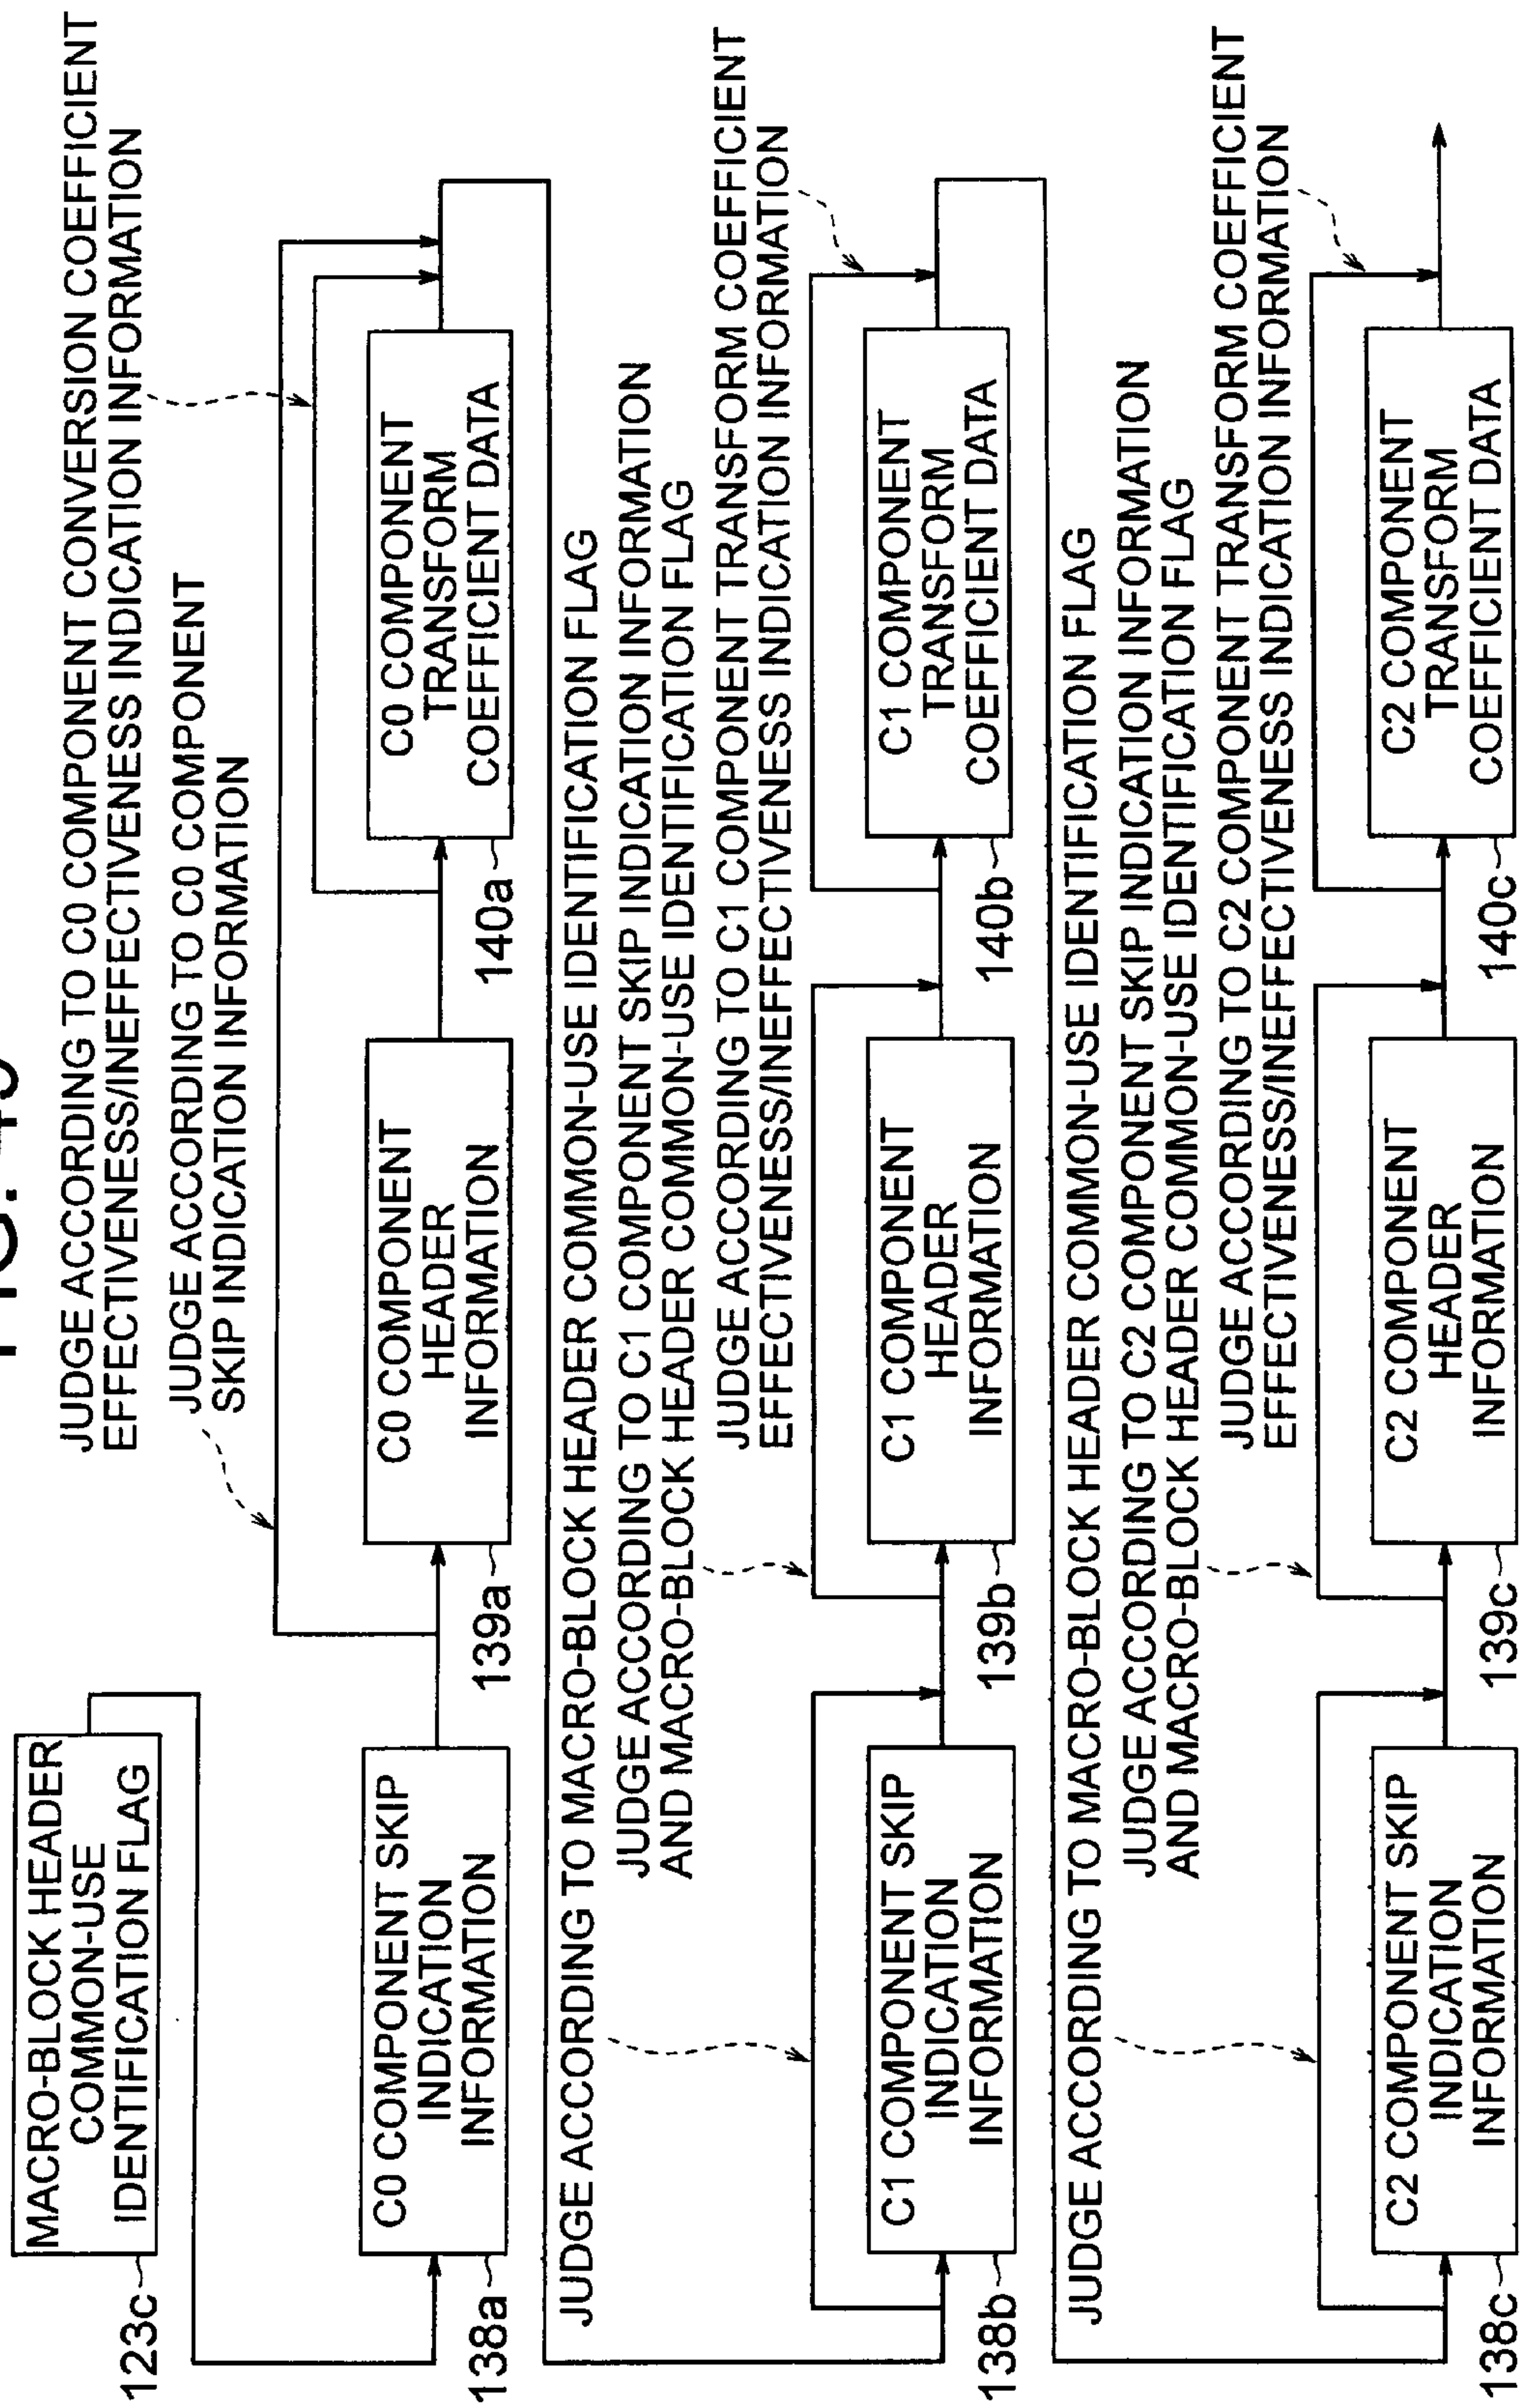 JUDGE ACCORDING TO C0 COMPONENT CONVERSION COEFFICIENT
EFFECTIVENESS/INEFFECTIVENESS INDICATION INFORMATION
JUDGE ACCORDING TO C0 COMPONENT
SKIP INDICATION INFORMATION
MACRO-BLOCK HEADER
COMMON-USE
IDENTIFICATION FLAG
123c
C0 COMPONENT SKIP
INDICATION
INFORMATION
138a
C0 COMPONENT
HEADER
INFORMATION
139a
C0 COMPONENT
TRANSFORM
COEFFICIENT DATA
140a
JUDGE ACCORDING TO MACRO-BLOCK HEADER COMMON-USE IDENTIFICATION FLAG
JUDGE ACCORDING TO C1 COMPONENT SKIP INDICATION INFORMATION
AND MACRO-BLOCK HEADER COMMON-USE IDENTIFICATION FLAG
JUDGE ACCORDING TO C1 COMPONENT TRANSFORM COEFFICIENT
EFFECTIVENESS/INEFFECTIVENESS INDICATION INFORMATION
C1 COMPONENT SKIP
INDICATION
INFORMATION
138b
C1 COMPONENT
HEADER
INFORMATION
139b
C1 COMPONENT
TRANSFORM
COEFFICIENT DATA
140b
JUDGE ACCORDING TO MACRO-BLOCK HEADER COMMON-USE IDENTIFICATION FLAG
JUDGE ACCORDING TO C2 COMPONENT SKIP INDICATION INFORMATION
AND MACRO-BLOCK HEADER COMMON-USE IDENTIFICATION FLAG
JUDGE ACCORDING TO C2 COMPONENT TRANSFORM COEFFICIENT
EFFECTIVENESS/INEFFECTIVENESS INDICATION INFORMATION
C2 COMPONENT SKIP
INDICATION
INFORMATION
138c
C2 COMPONENT
HEADER
INFORMATION
139c
C2 COMPONENT
TRANSFORM
COEFFICIENT DATA
140c